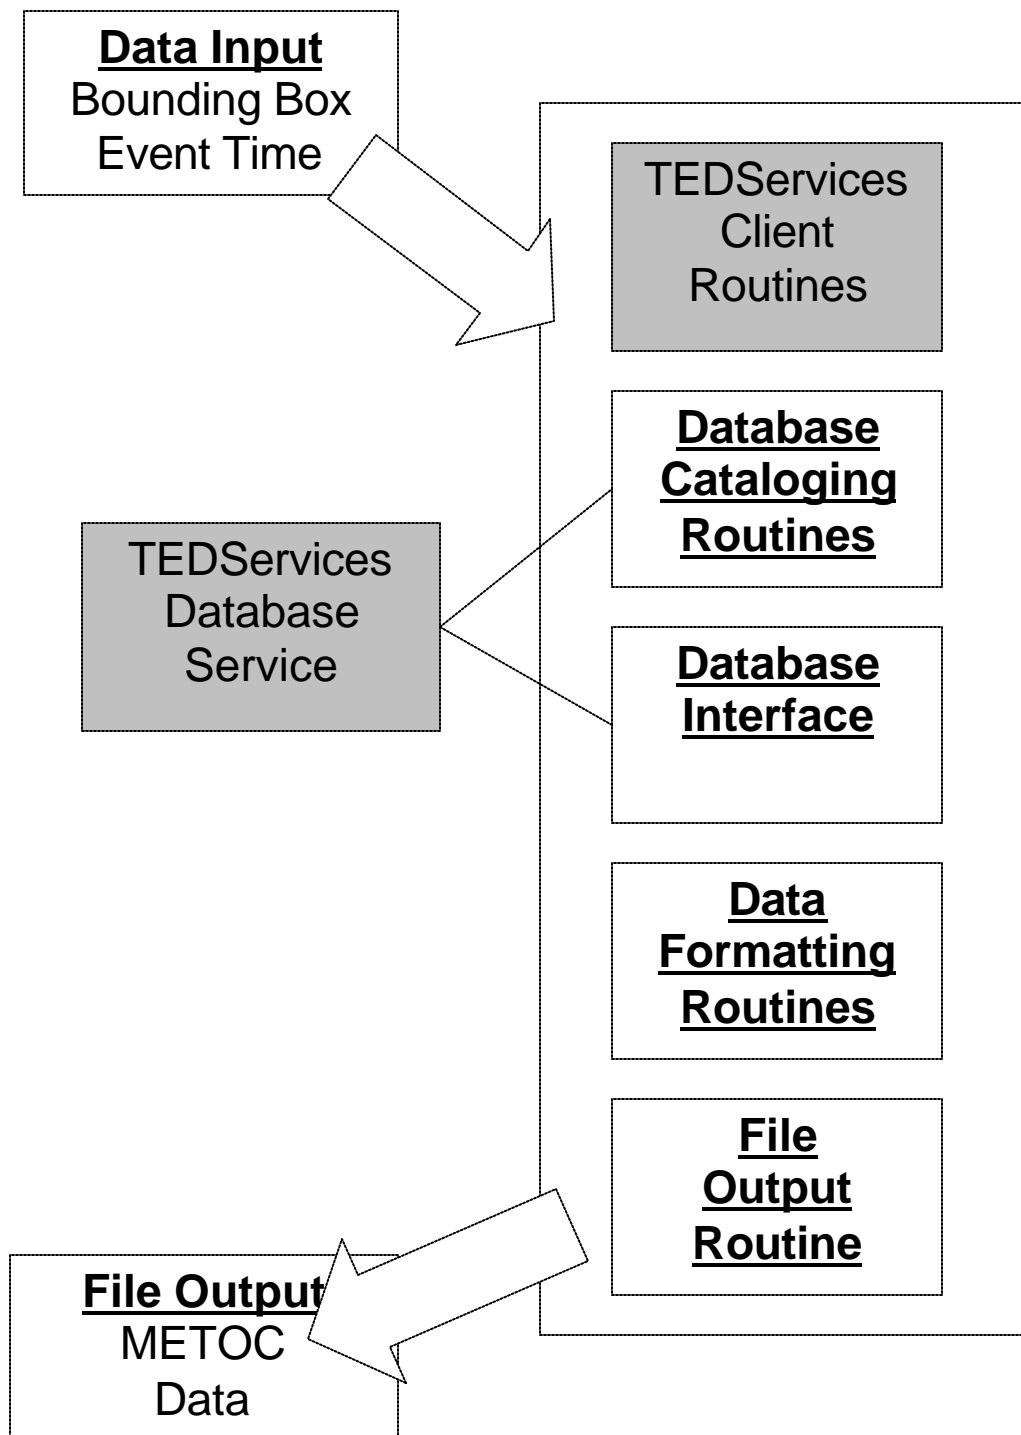 Data Input
Bounding Box
Event Time
TEDServices
Client
Routines
Database
Cataloging
Routines
TEDServices
Database
Service
Database
Interface
Data
Formatting
Routines
File
Output
Routine
File Output
METOC
Data